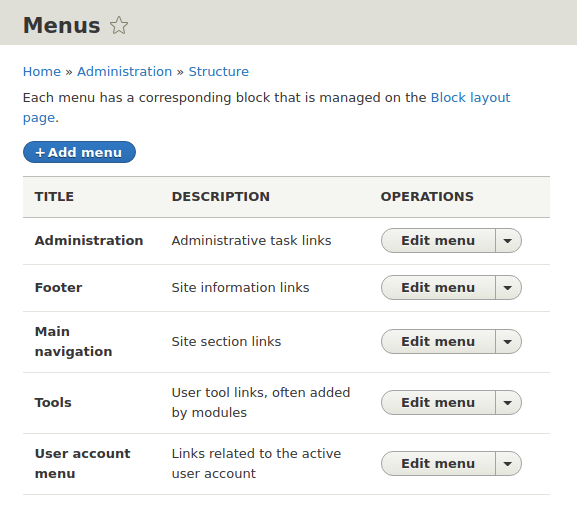 Menus
Home » Administration » Structure
Each menu has a corresponding block that is managed on the Block layout
page.
+ Add menu
TITLE DESCRIPTION OPERATIONS
Administration Administrative task links Edit menu
Footer Site information links Edit menu
Main
navigation Site section links Edit menu
Tools User tool links, often added
by modules Edit menu
User account
menu Links related to the active
user account Edit menu